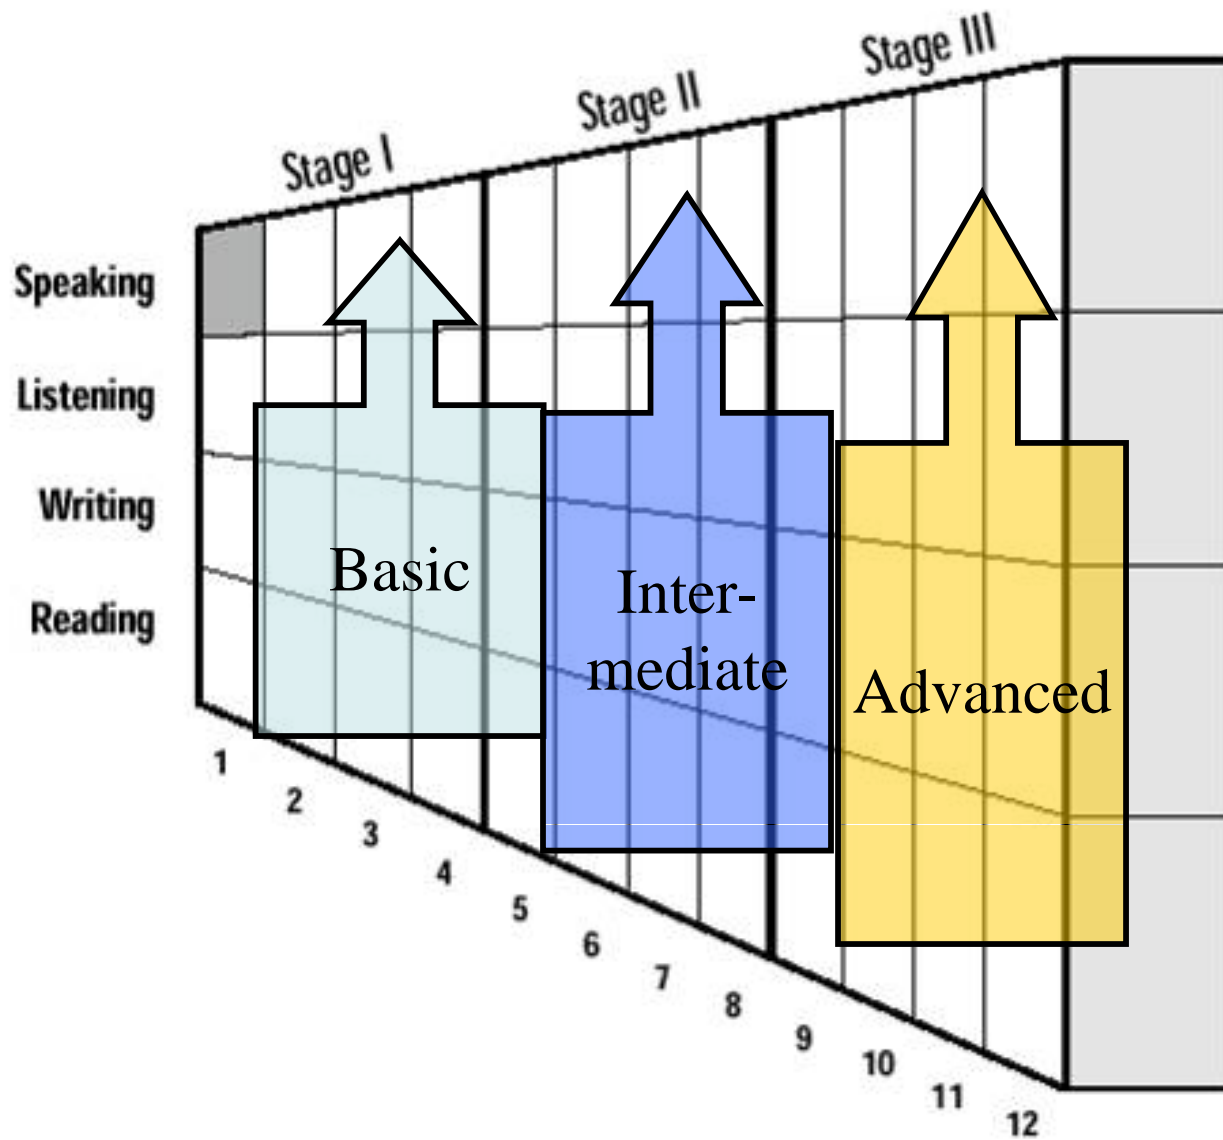 Stage I
Stage II
Stage III
Speaking
Listening
Writing
Reading
Basic
Inter-
mediate
Advanced
1
2
3
4
5
6
7
8
9
10
11
12